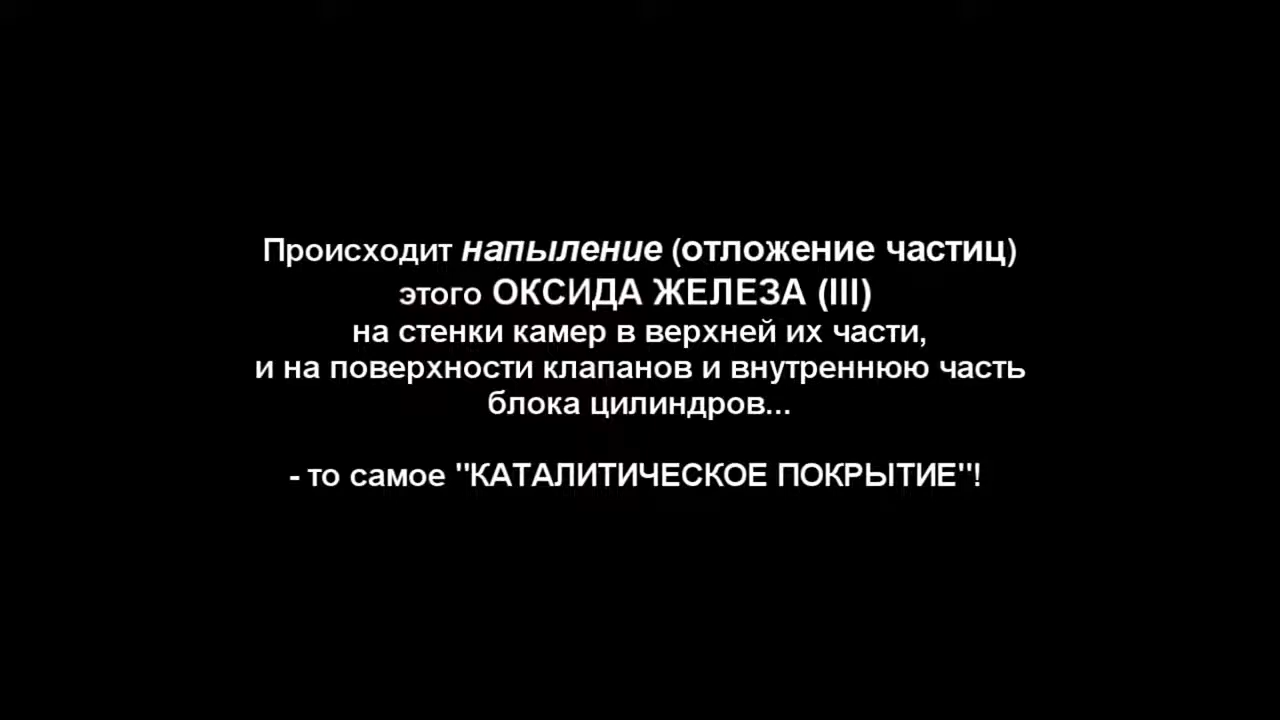 Происходит напыление (отложение частиц)
этого ОКСИДА ЖЕЛЕЗА (III)
на стенки камер в верхней их части,
и на поверхности клапанов и внутреннюю часть
блока цилиндров...
- то самое "КАТАЛИТИЧЕСКОЕ ПОКРЫТИЕ"!